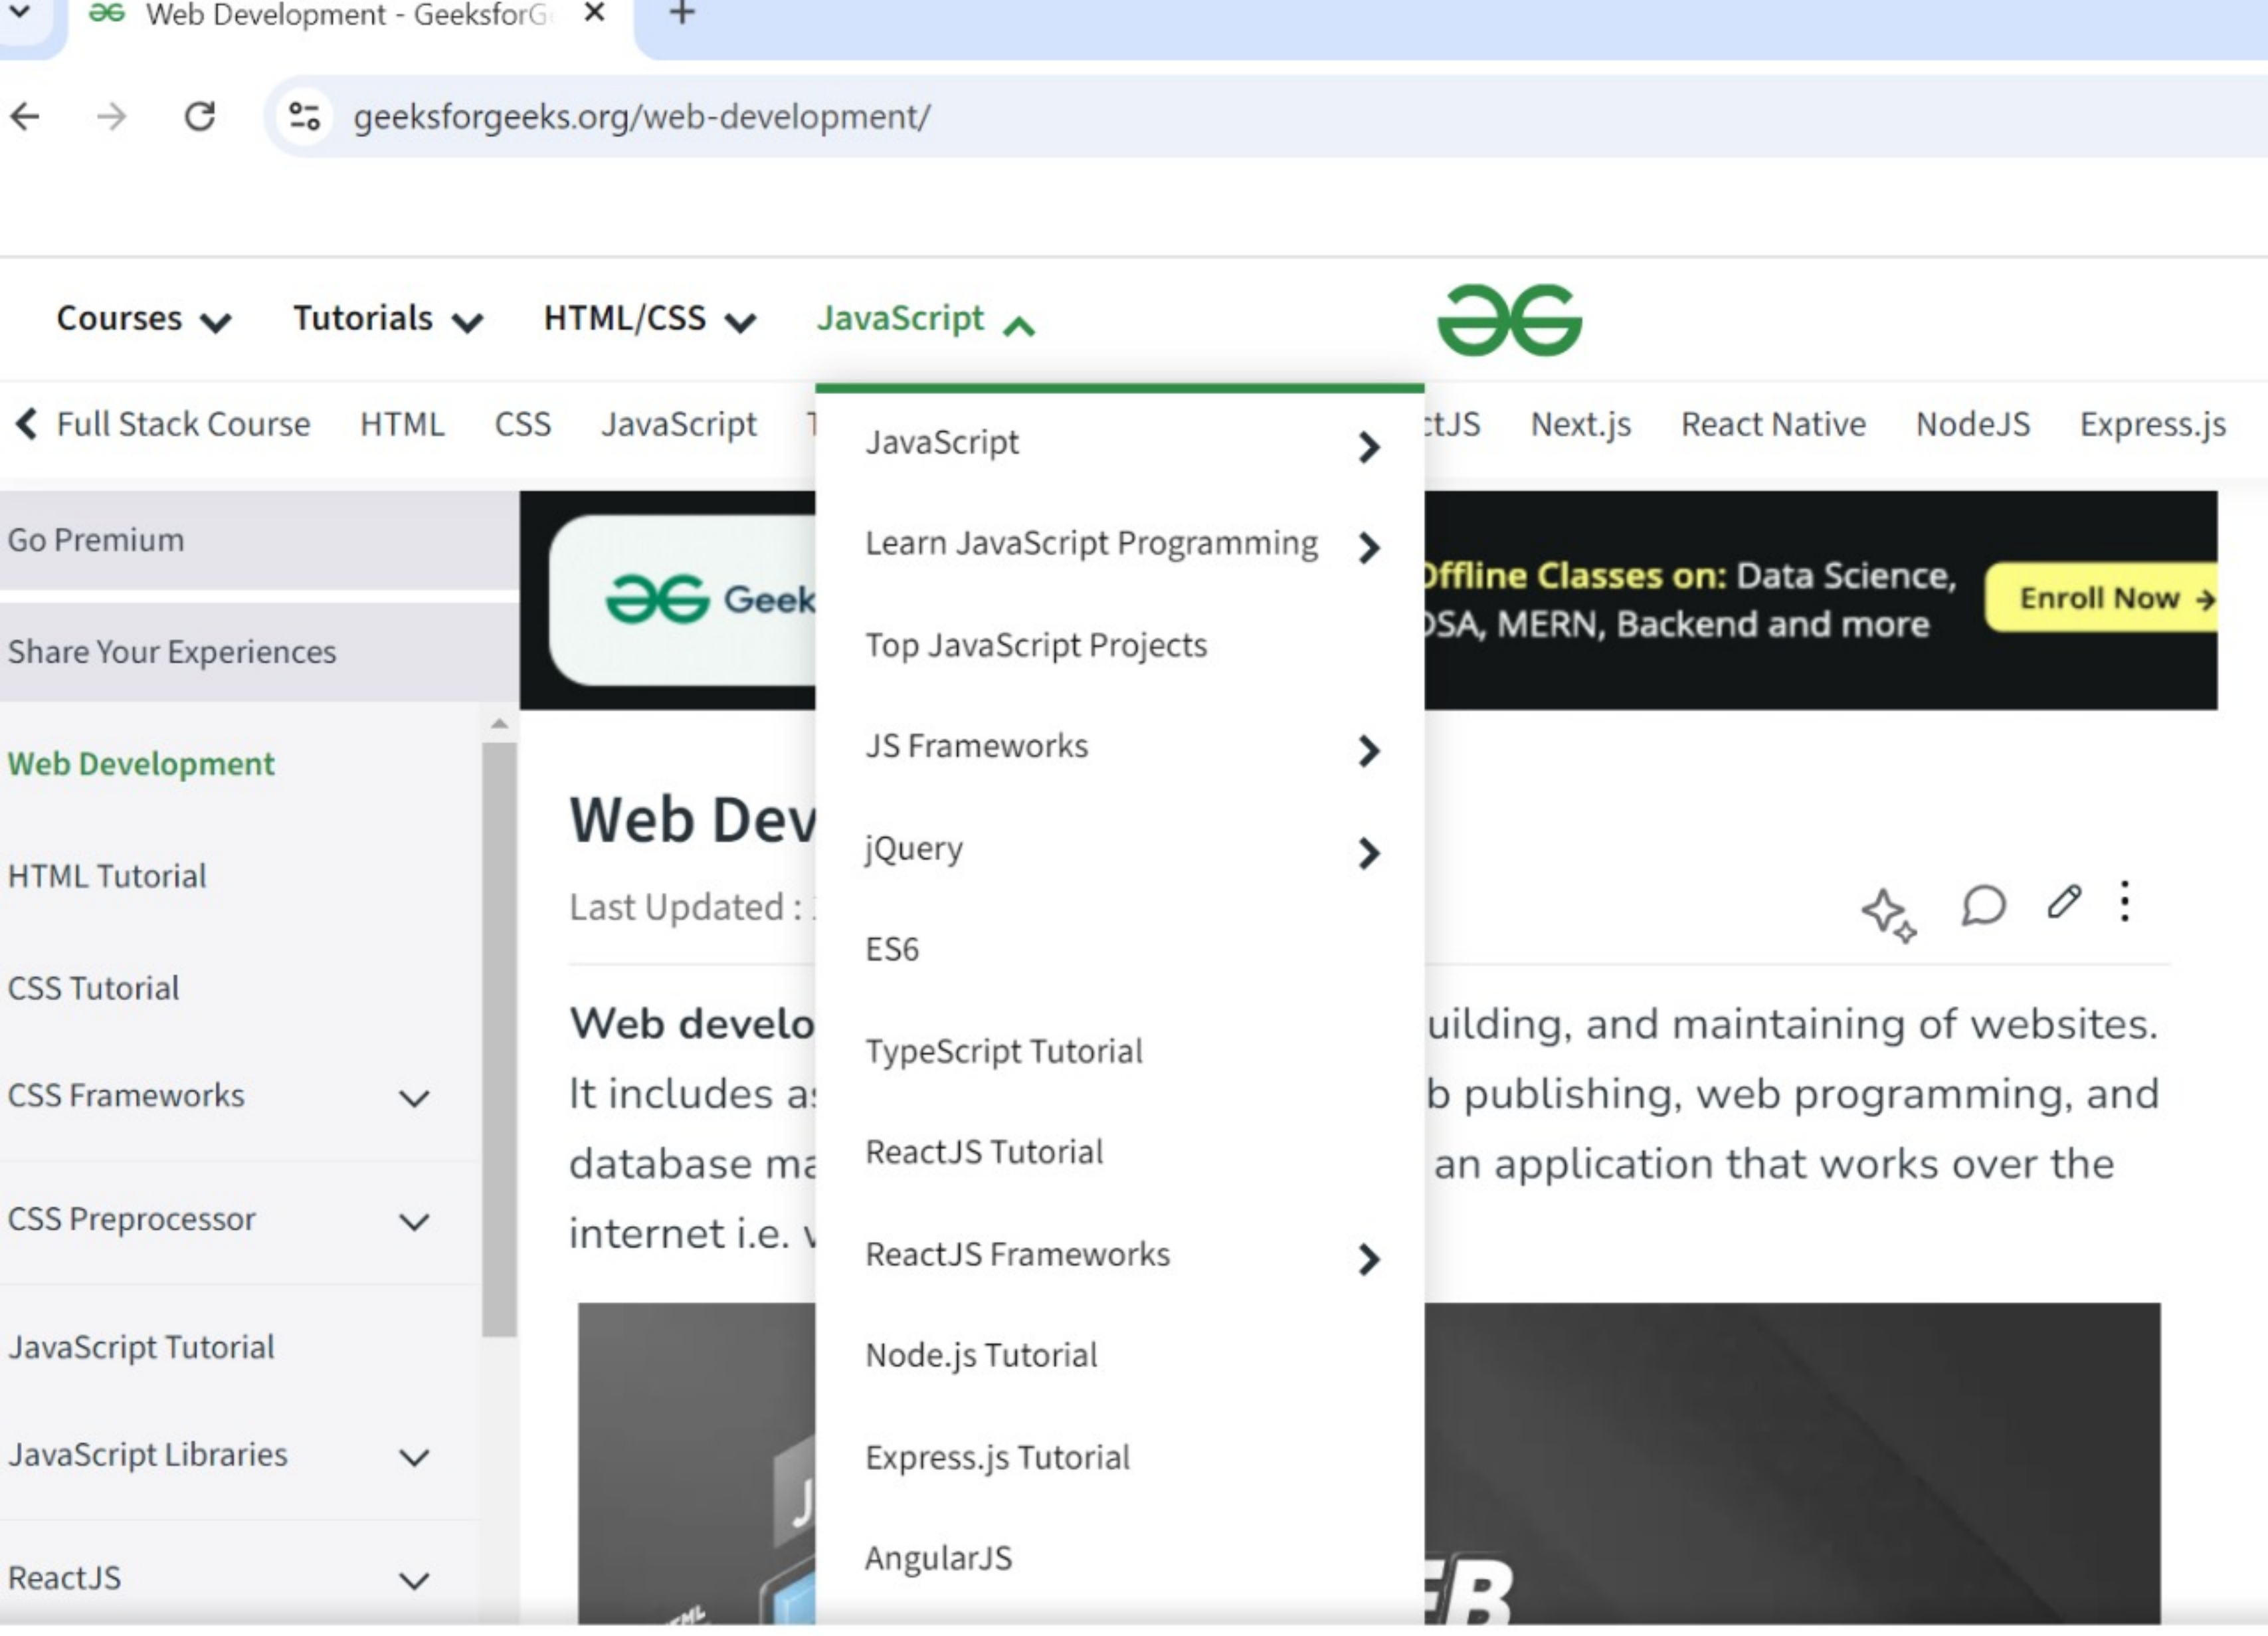 Web Development - GeeksforG
geeksforgeeks.org/web-development/
Courses Tutorials HTML/CSS JavaScript
Full Stack Course HTML CSS JavaScript ctJS Next.js React Native NodeJS Express.js
JavaScript
Learn JavaScript Programming
Top JavaScript Projects
JS Frameworks
jQuery
ES6
TypeScript Tutorial
ReactJS Tutorial
ReactJS Frameworks
Node.js Tutorial
Express.js Tutorial
AngularJS
Go Premium
Share Your Experiences
Web Development
HTML Tutorial
CSS Tutorial
CSS Frameworks
CSS Preprocessor
JavaScript Tutorial
JavaScript Libraries
ReactJS
Geek
Offline Classes on: Data Science,
DSA, MERN, Backend and more
Enroll Now
Web Dev
Last Updated :
Web develo uilding, and maintaining of websites.
It includes as b publishing, web programming, and
database ma an application that works over the
internet i.e.